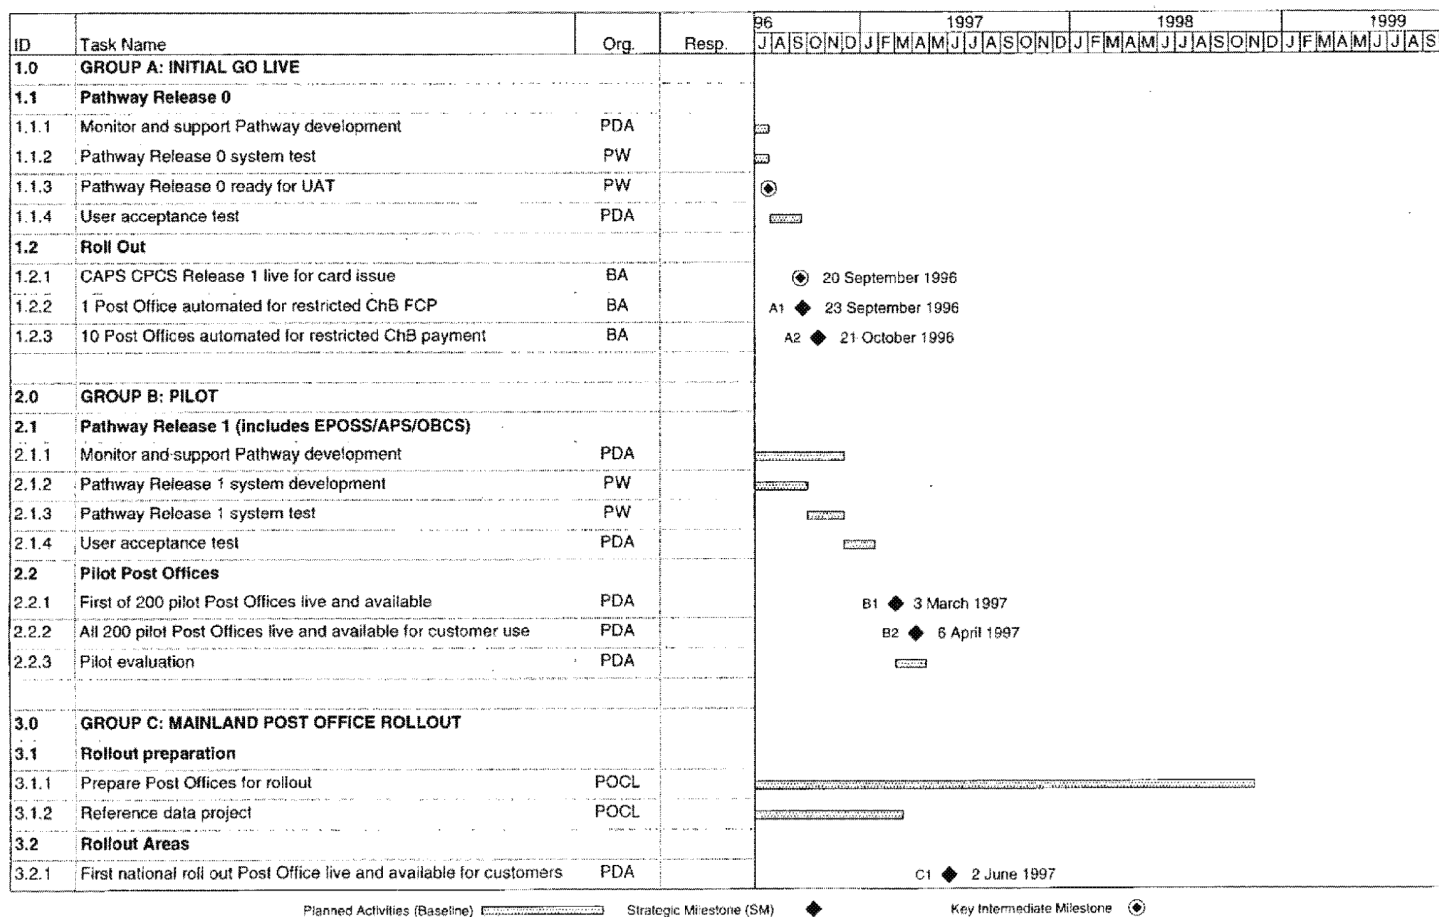 96 1997 1998 1999
ID Task Name Org. Resp. J A S O N D J F M A M J J A S O N D J F M A M J J A S O N D J F M A M J J A S
1.0 GROUP A: INITIAL GO LIVE
1.1 Pathway Release 0
1.1.1 Monitor and support Pathway development PDA
1.1.2 Pathway Release 0 system test PW
1.1.3 Pathway Release 0 ready for UAT PW
1.1.4 User acceptance test PDA
1.2 Roll Out
1.2.1 CAPS CPCS Release 1 live for card issue BA 20 September 1996
1.2.2 1 Post Office automated for restricted ChB FCP BA A1 23 September 1996
1.2.3 10 Post Offices automated for restricted ChB payment BA A2 21 October 1996
2.0 GROUP B: PILOT
2.1 Pathway Release 1 (includes EPOSS/APS/OBCS)
2.1.1 Monitor and support Pathway development PDA
2.1.2 Pathway Release 1 system development PW
2.1.3 Pathway Release 1 system test PW
2.1.4 User acceptance test PDA
2.2 Pilot Post Offices
2.2.1 First of 200 pilot Post Offices live and available PDA B1 3 March 1997
2.2.2 All 200 pilot Post Offices live and available for customer use PDA B2 6 April 1997
2.2.3 Pilot evaluation PDA
3.0 GROUP C: MAINLAND POST OFFICE ROLLOUT
3.1 Rollout preparation
3.1.1 Prepare Post Offices for rollout POCL
3.1.2 Reference data project POCL
3.2 Rollout Areas
3.2.1 First national roll out Post Office live and available for customers PDA C1 2 June 1997
Planned Activities (Baseline) Strategic Milestone (SM) Key Intermediate Milestone